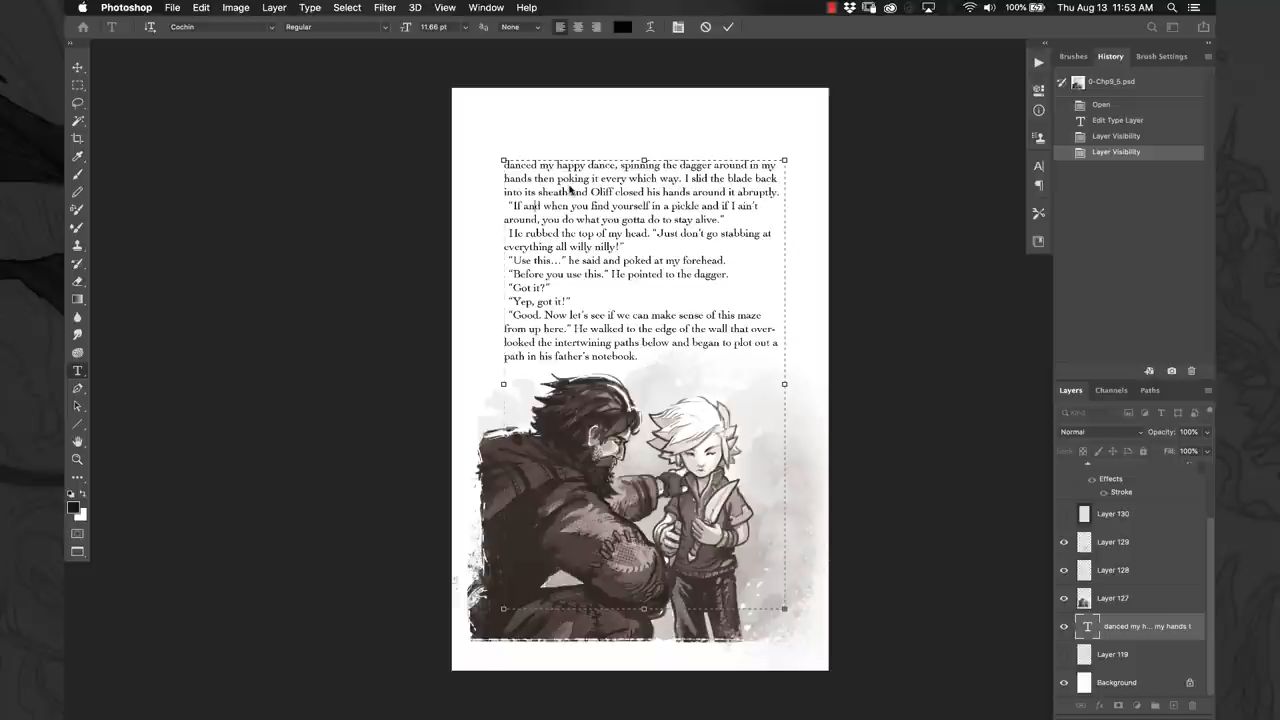 Photoshop File Edit Image Layer Type Select Filter 3D View Window Help 100% Thu Aug 13 11:53 AM
Cochin Regular 11.66 pt None
Brushes History Brush Settings
0-Chp9_5.psd
Open
Edit Type Layer
Layer Visibility
Layer Visibility
danced my happy dance, spinning the dagger around in my
hands then poking it every which way. I slid the blade back
into its sheath and Oliff closed his hands around it abruptly.
“If and when you find yourself in a pickle and if I ain’t
around, you do what you gotta do to stay alive.”
He rubbed the top of my head. “Just don’t go stabbing at
everything all willy nilly!”
“Use this…” he said and poked at my forehead.
“Before you use this.” He pointed to the dagger.
“Got it?”
“Yep, got it!”
“Good. Now let’s see if we can make sense of this maze
from up here.” He walked to the edge of the wall that over-
looked the intertwining paths below and began to plot out a
path in his father’s notebook.
Layers Channels Paths
Kind
Normal Opacity: 100%
Lock: Fill: 100%
Effects
Stroke
Layer 130
Layer 129
Layer 128
Layer 127
danced my h... my hands t
Layer 119
Background